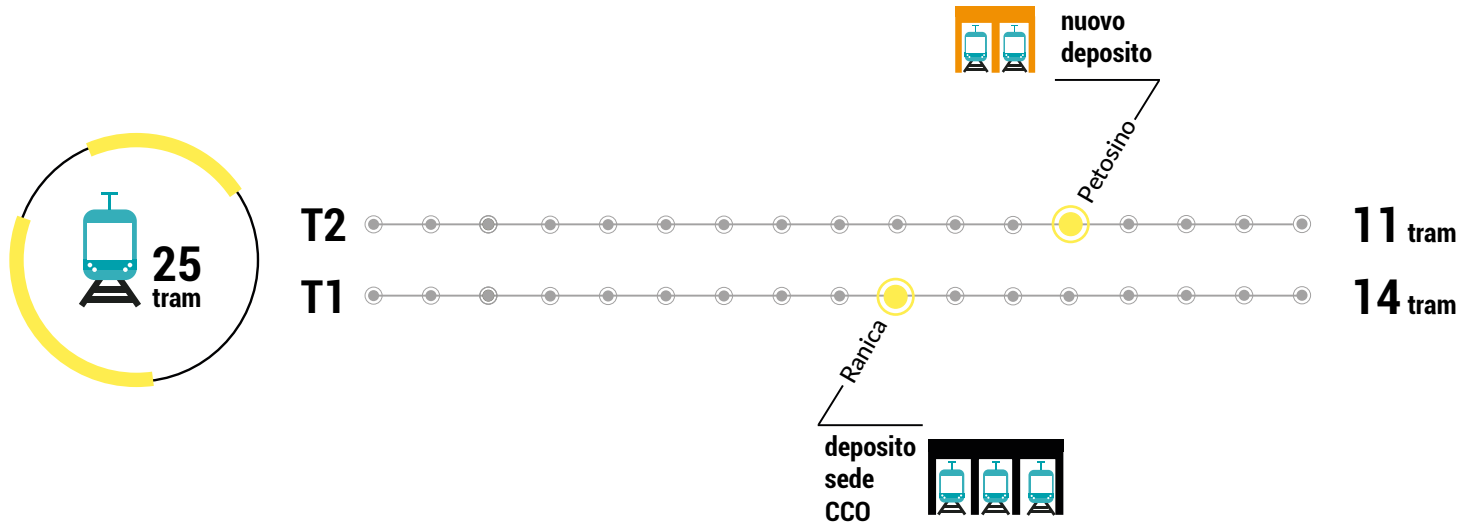 nuovo
deposito
Petosino
25
tram
T2
11 tram
T1
14 tram
Ranica
deposito
sede
CCO